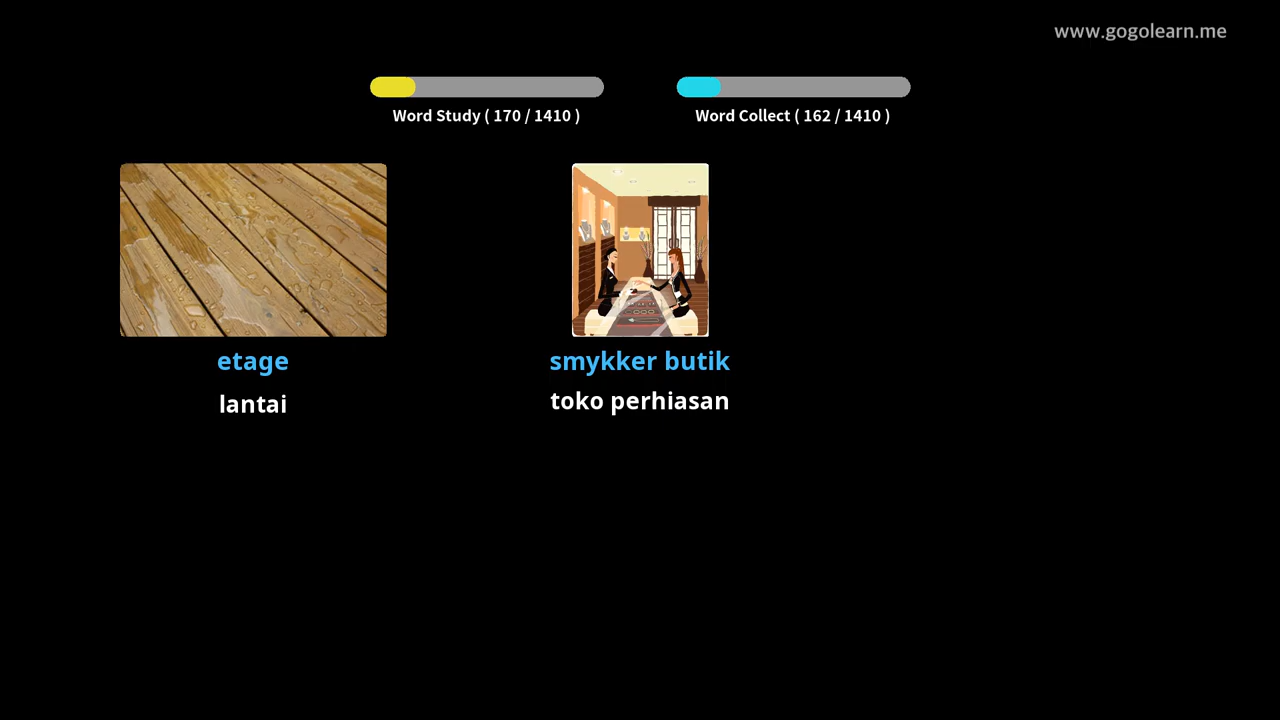 www.gogolearn.me
Word Study ( 170 / 1410 )
Word Collect ( 162 / 1410 )
etage
lantai
smykker butik
toko perhiasan